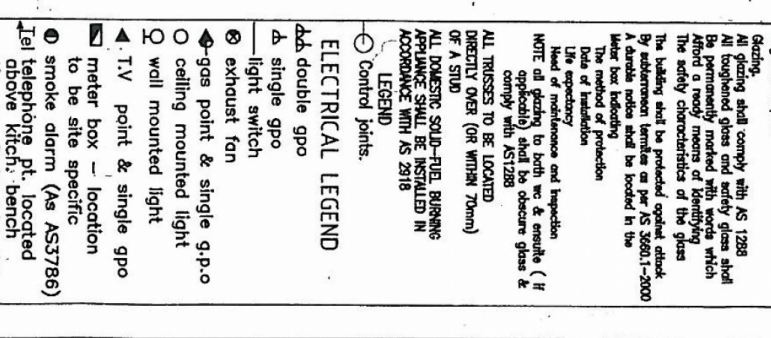 Glazing.
All glazing shall comply with AS 1288
All toughened glass and safety glass shall
Be permanently marked with words which
Afford a ready means of identifying
The safety characteristics of the glass
The building shall be protected against attack
By subterranean termites as per AS 3660.1-2000
A durable notice shall be located in the
Meter box indicating
The method of protection
Date of installation
Life expectancy
Need of maintenance and inspection
NOTE all glazing to bath wc & ensuite ( if
applicable) shall be obscure glass &
comply with AS1288
ALL TRUSSES TO BE LOCATED
DIRECTLY OVER (OR WITHIN 70mm)
OF A STUD
ALL DOMESTIC SOLID-FUEL BURNING
APPLIANCE SHALL BE INSTALLED IN
ACCORDANCE WITH AS 2918
LEGEND
Control joints.
ELECTRICAL LEGEND
double gpo
single gpo
light switch
exhaust fan
gas point & single g.p.o
ceiling mounted light
wall mounted light
T.V point & single gpo
meter box - location
to be site specific
smoke alarm (As AS3786)
Tel telephone pt. located
above kitch. bench